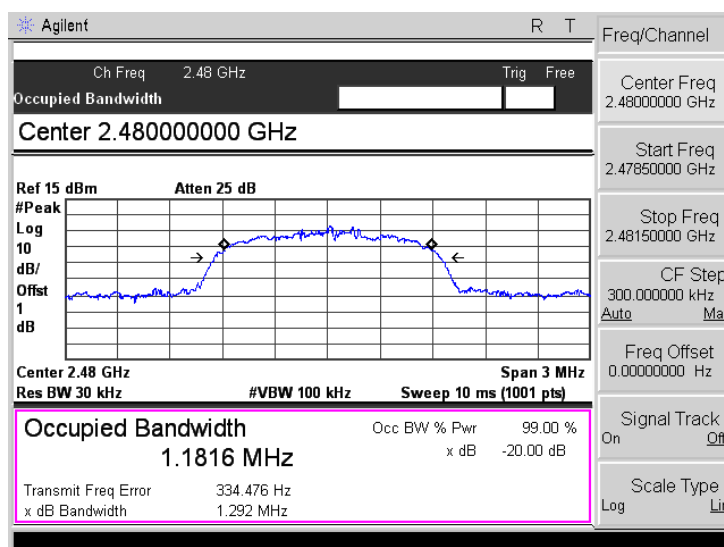 Agilent R T
Ch Freq 2.48 GHz Trig Free
Occupied Bandwidth
Center 2.480000000 GHz
Ref 15 dBm Atten 25 dB
#Peak
Log
10
dB/
Offst
1
dB
Center 2.48 GHz Span 3 MHz
Res BW 30 kHz #VBW 100 kHz Sweep 10 ms (1001 pts)
Occupied Bandwidth
1.1816 MHz
Occ BW % Pwr 99.00 %
x dB -20.00 dB
Transmit Freq Error 334.476 Hz
x dB Bandwidth 1.292 MHz
Freq/Channel
Center Freq
2.48000000 GHz
Start Freq
2.47850000 GHz
Stop Freq
2.48150000 GHz
CF Step
300.000000 kHz
Auto Ma
Freq Offset
0.00000000 Hz
Signal Track
On Off
Scale Type
Log Li